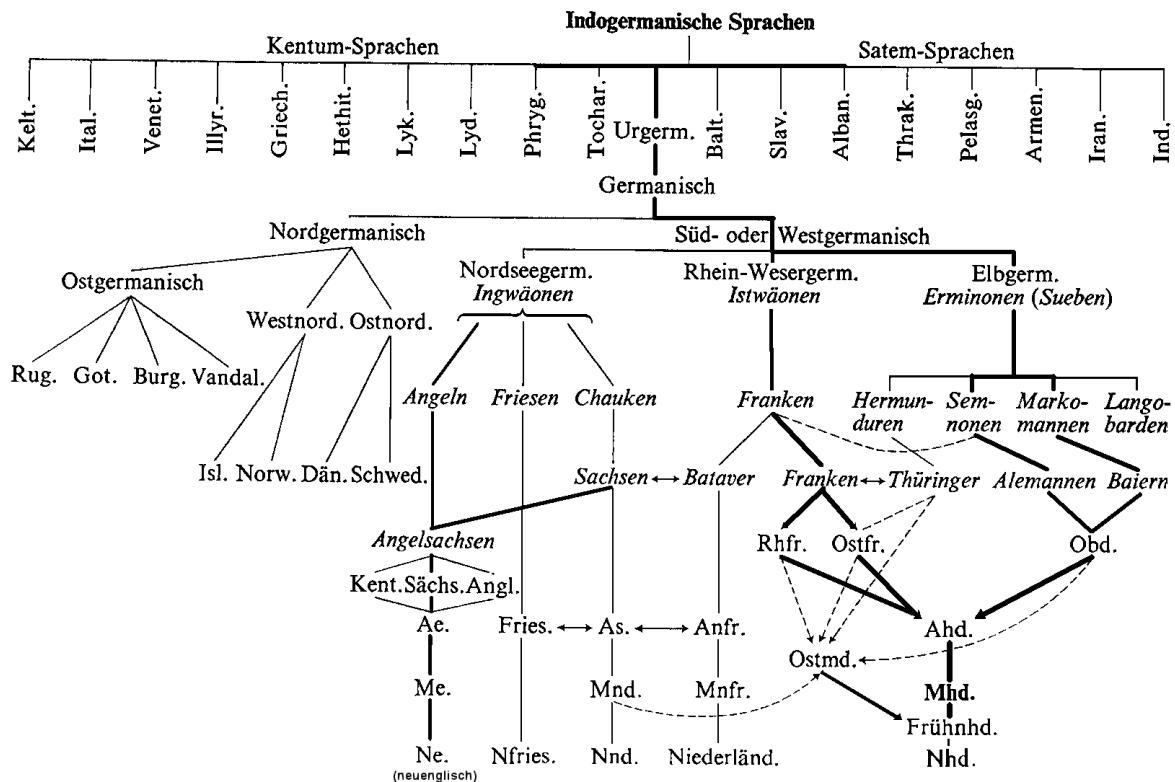 Indogermanische Sprachen
Kentum-Sprachen
Satem-Sprachen
Kelt.
Ital.
Venet.
Illyr.
Griech.
Hethit.
Lyk.
Lyd.
Phryg.
Tochar.
Urgerm.
Balt.
Slav.
Alban.
Thrak.
Pelasg.
Armen.
Iran.
Ind.
Germanisch
Nordgermanisch
Süd- oder Westgermanisch
Ostgermanisch
Nordseegerm.
Ingwäonen
Rhein-Wesergerm.
Istwäonen
Elbgerm.
Erminonen (Sueben)
Westnord. Ostnord.
Rug. Got. Burg. Vandal.
Angeln Friesen Chauken
Franken
Hermun-
duren
Sem-
nonen
Marko-
mannen
Lango-
barden
Isl. Norw. Dän. Schwed.
Sachsen Bataver Franken Thüringer Alemannen Baiern
Angelsachsen
Rhfr. Ostfr. Obd.
Kent. Sächs. Angl.
Ae. Fries. As. Anfr. Ahd.
Ostmd.
Me. Mnd. Mnfr. Mhd.
Frühnhd.
Ne. Nfries. Nnd. Niederländ. Nhd.
(neuenglisch)